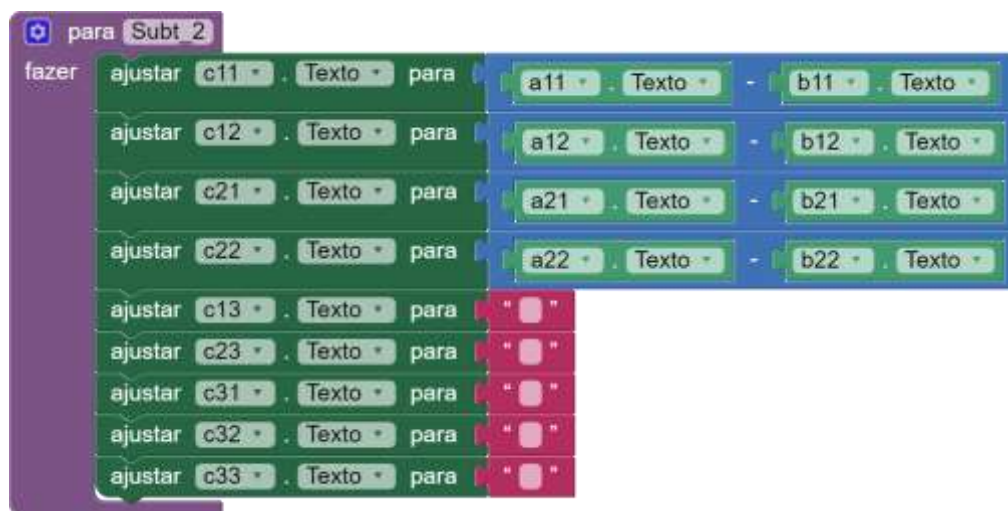 para Subt_2
fazer ajustar c11 . Texto para a11 . Texto - b11 . Texto
ajustar c12 . Texto para a12 . Texto - b12 . Texto
ajustar c21 . Texto para a21 . Texto - b21 . Texto
ajustar c22 . Texto para a22 . Texto - b22 . Texto
ajustar c13 . Texto para " "
ajustar c23 . Texto para " "
ajustar c31 . Texto para " "
ajustar c32 . Texto para " "
ajustar c33 . Texto para " "